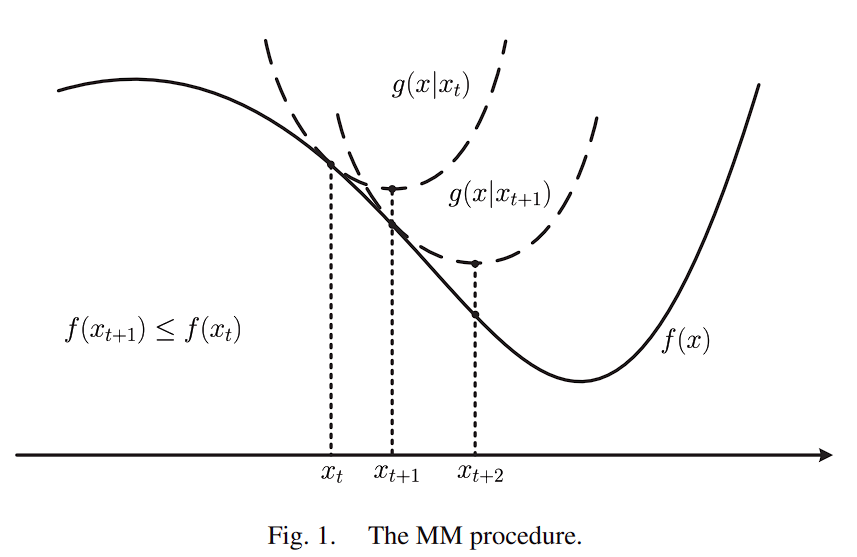 g(x|x_t)
g(x|x_{t+1})
f(x_{t+1}) ≤ f(x_t)
f(x)
x_t x_{t+1} x_{t+2}
Fig. 1. The MM procedure.